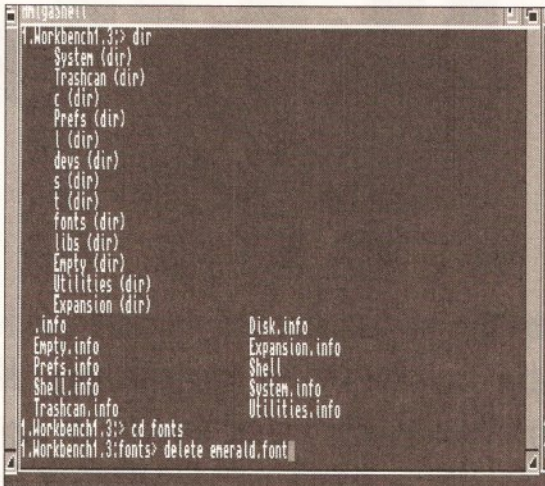 AmigaShell
1.Workbench1.3:> dir
System (dir)
Trashcan (dir)
c (dir)
Prefs (dir)
l (dir)
devs (dir)
s (dir)
t (dir)
fonts (dir)
libs (dir)
Empty (dir)
Utilities (dir)
Expansion (dir)
.info Disk.info
Empty.info Expansion.info
Prefs.info Shell
Shell.info System.info
Trashcan.info Utilities.info
1.Workbench1.3:> cd fonts
1.Workbench1.3:fonts> delete emerald.font